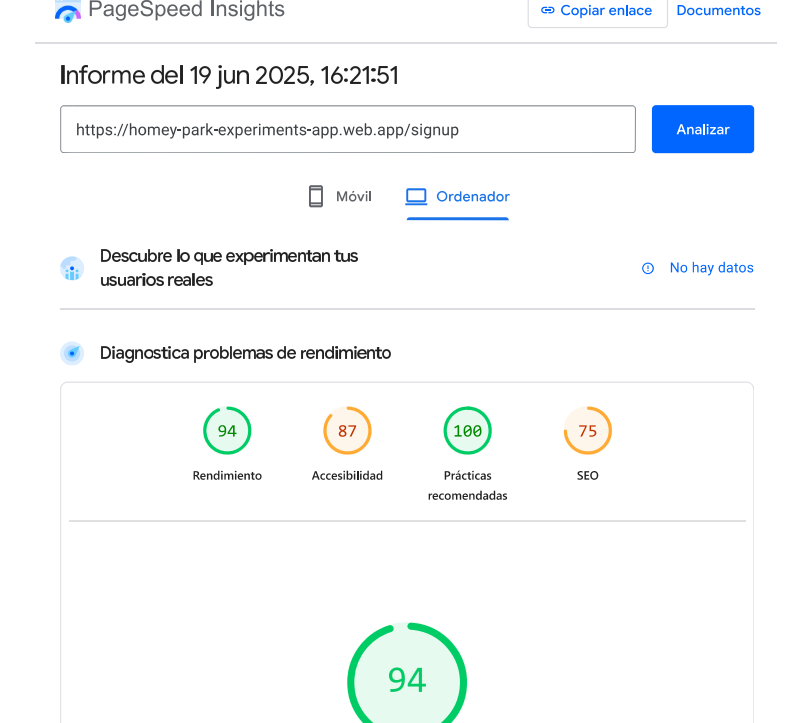 PageSpeed Insights
Copiar enlace
Documentos
Informe del 19 jun 2025, 16:21:51
https://homey-park-experiments-app.web.app/signup
Analizar
Móvil
Ordenador
Descubre lo que experimentan tus
usuarios reales
No hay datos
Diagnostica problemas de rendimiento
94
87
100
75
Rendimiento
Accesibilidad
Prácticas
recomendadas
SEO
94